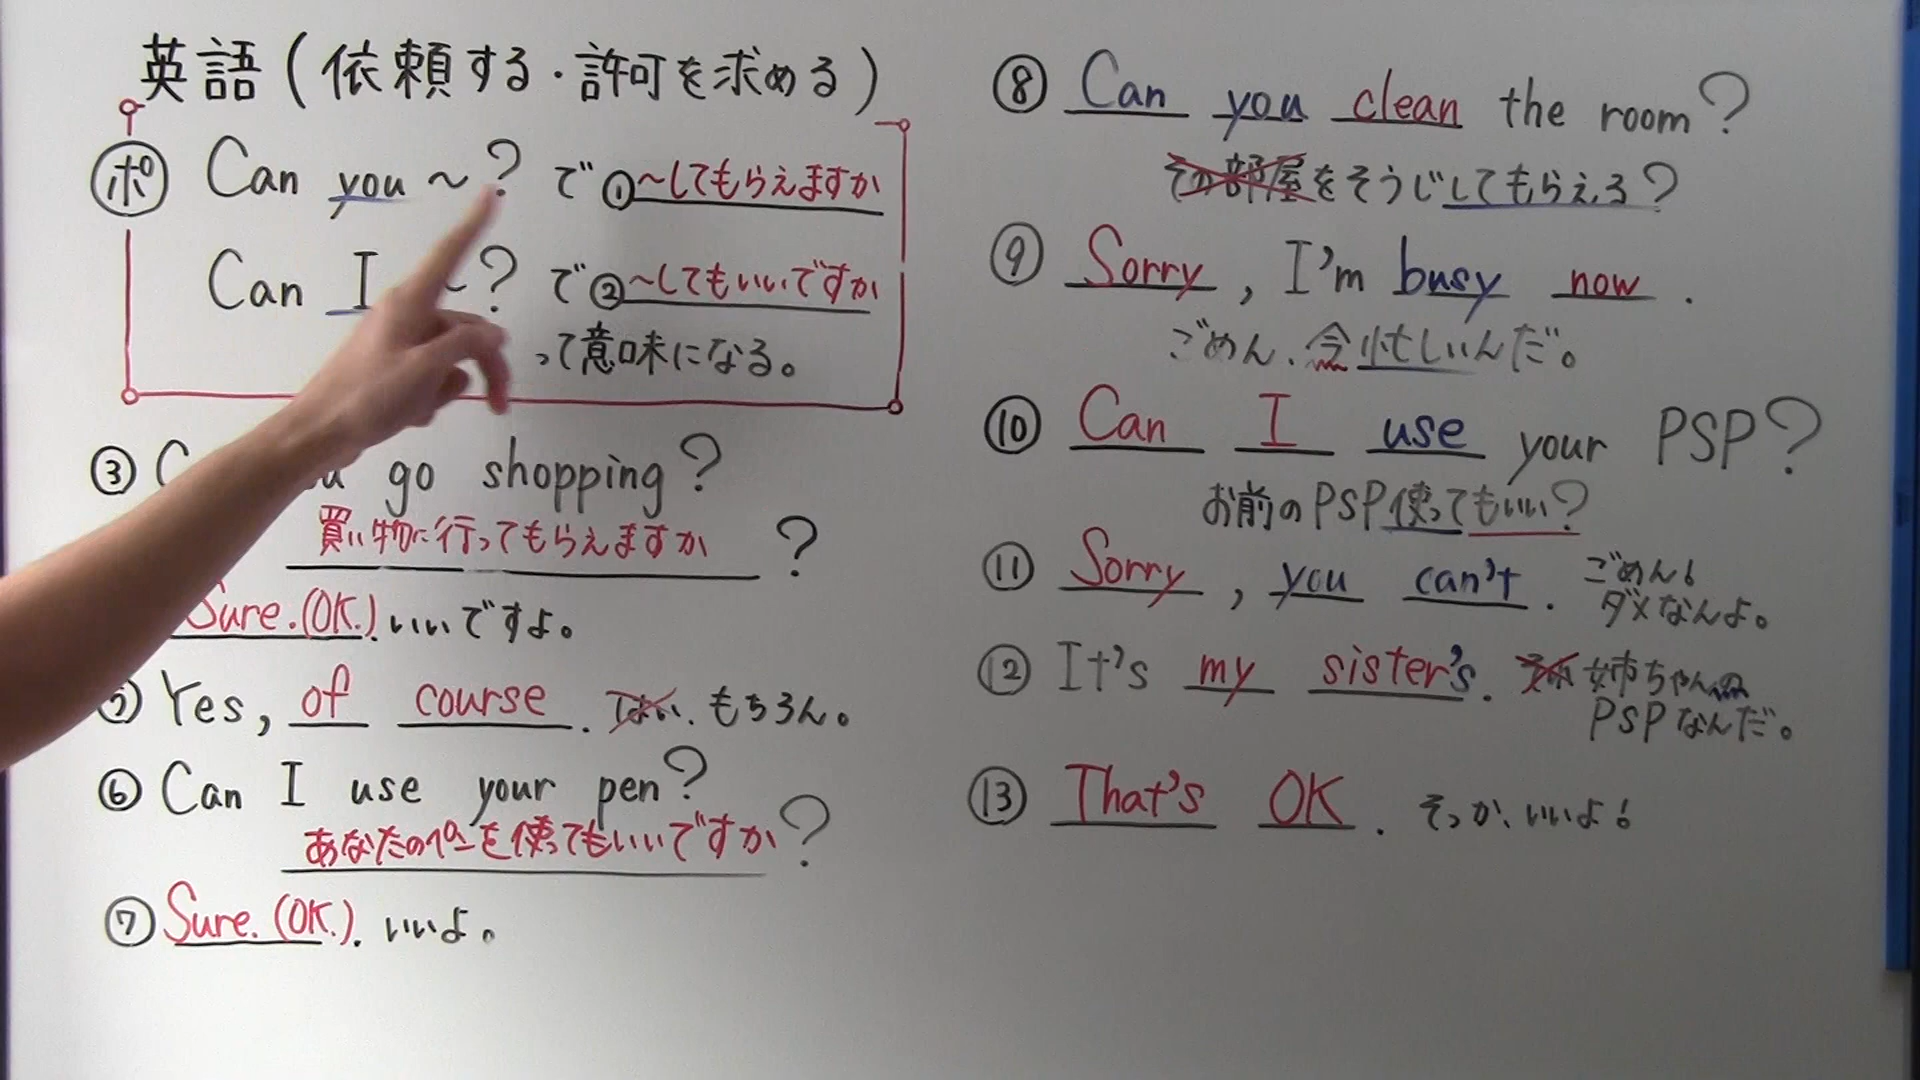 英語(依頼する・許可を求める)
ポ Can you ～? で ①～してもらえますか
Can I ～? で ②～してもいいですか
って意味になる。
③ go shopping?
買い物に行ってもらえますか?
Sure.(OK.). いいですよ。
Yes, of course. はい、もちろん。
⑥ Can I use your pen?
あなたのペンを使ってもいいですか?
⑦ Sure.(OK.). いいよ。
⑧ Can you clean the room?
その部屋をそうじしてもらえる?
⑨ Sorry, I'm busy now.
ごめん、今忙しいんだ。
⑩ Can I use your PSP?
お前のPSP使ってもいい?
⑪ Sorry, you can't. ごめん!
ダメなんよ。
⑫ It's my sister's. 姉ちゃんの
PSPなんだ。
⑬ That's OK. そっか、いいよ!